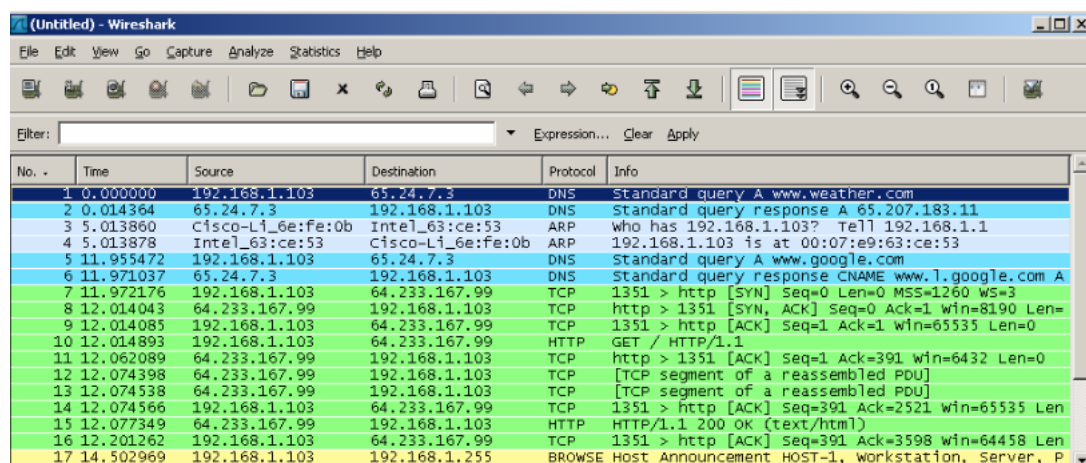 (Untitled) - Wireshark
File Edit View Go Capture Analyze Statistics Help
Filter: Expression... Clear Apply
No. . Time Source Destination Protocol Info
1 0.000000 192.168.1.103 65.24.7.3 DNS Standard query A www.weather.com
2 0.014364 65.24.7.3 192.168.1.103 DNS Standard query response A 65.207.183.11
3 5.013860 Cisco-Li_6e:fe:0b Intel_63:ce:53 ARP Who has 192.168.1.103? Tell 192.168.1.1
4 5.013878 Intel_63:ce:53 Cisco-Li_6e:fe:0b ARP 192.168.1.103 is at 00:07:e9:63:ce:53
5 11.955472 192.168.1.103 65.24.7.3 DNS Standard query A www.google.com
6 11.971037 65.24.7.3 192.168.1.103 DNS Standard query response CNAME www.l.google.com A
7 11.972176 192.168.1.103 64.233.167.99 TCP 1351 > http [SYN] Seq=0 Len=0 MSS=1260 WS=3
8 12.014043 64.233.167.99 192.168.1.103 TCP http > 1351 [SYN, ACK] Seq=0 Ack=1 Win=8190 Len=
9 12.014085 192.168.1.103 64.233.167.99 TCP 1351 > http [ACK] Seq=1 Ack=1 Win=65535 Len=0
10 12.014893 192.168.1.103 64.233.167.99 HTTP GET / HTTP/1.1
11 12.062089 64.233.167.99 192.168.1.103 TCP http > 1351 [ACK] Seq=1 Ack=391 Win=6432 Len=0
12 12.074398 64.233.167.99 192.168.1.103 TCP [TCP segment of a reassembled PDU]
13 12.074538 64.233.167.99 192.168.1.103 TCP [TCP segment of a reassembled PDU]
14 12.074566 192.168.1.103 64.233.167.99 TCP 1351 > http [ACK] Seq=391 Ack=2521 Win=65535 Len
15 12.077349 64.233.167.99 192.168.1.103 HTTP HTTP/1.1 200 OK (text/html)
16 12.201262 192.168.1.103 64.233.167.99 TCP 1351 > http [ACK] Seq=391 Ack=3598 Win=64458 Len
17 14.502969 192.168.1.103 192.168.1.255 BROWSE Host Announcement HOST-1, Workstation, Server, P